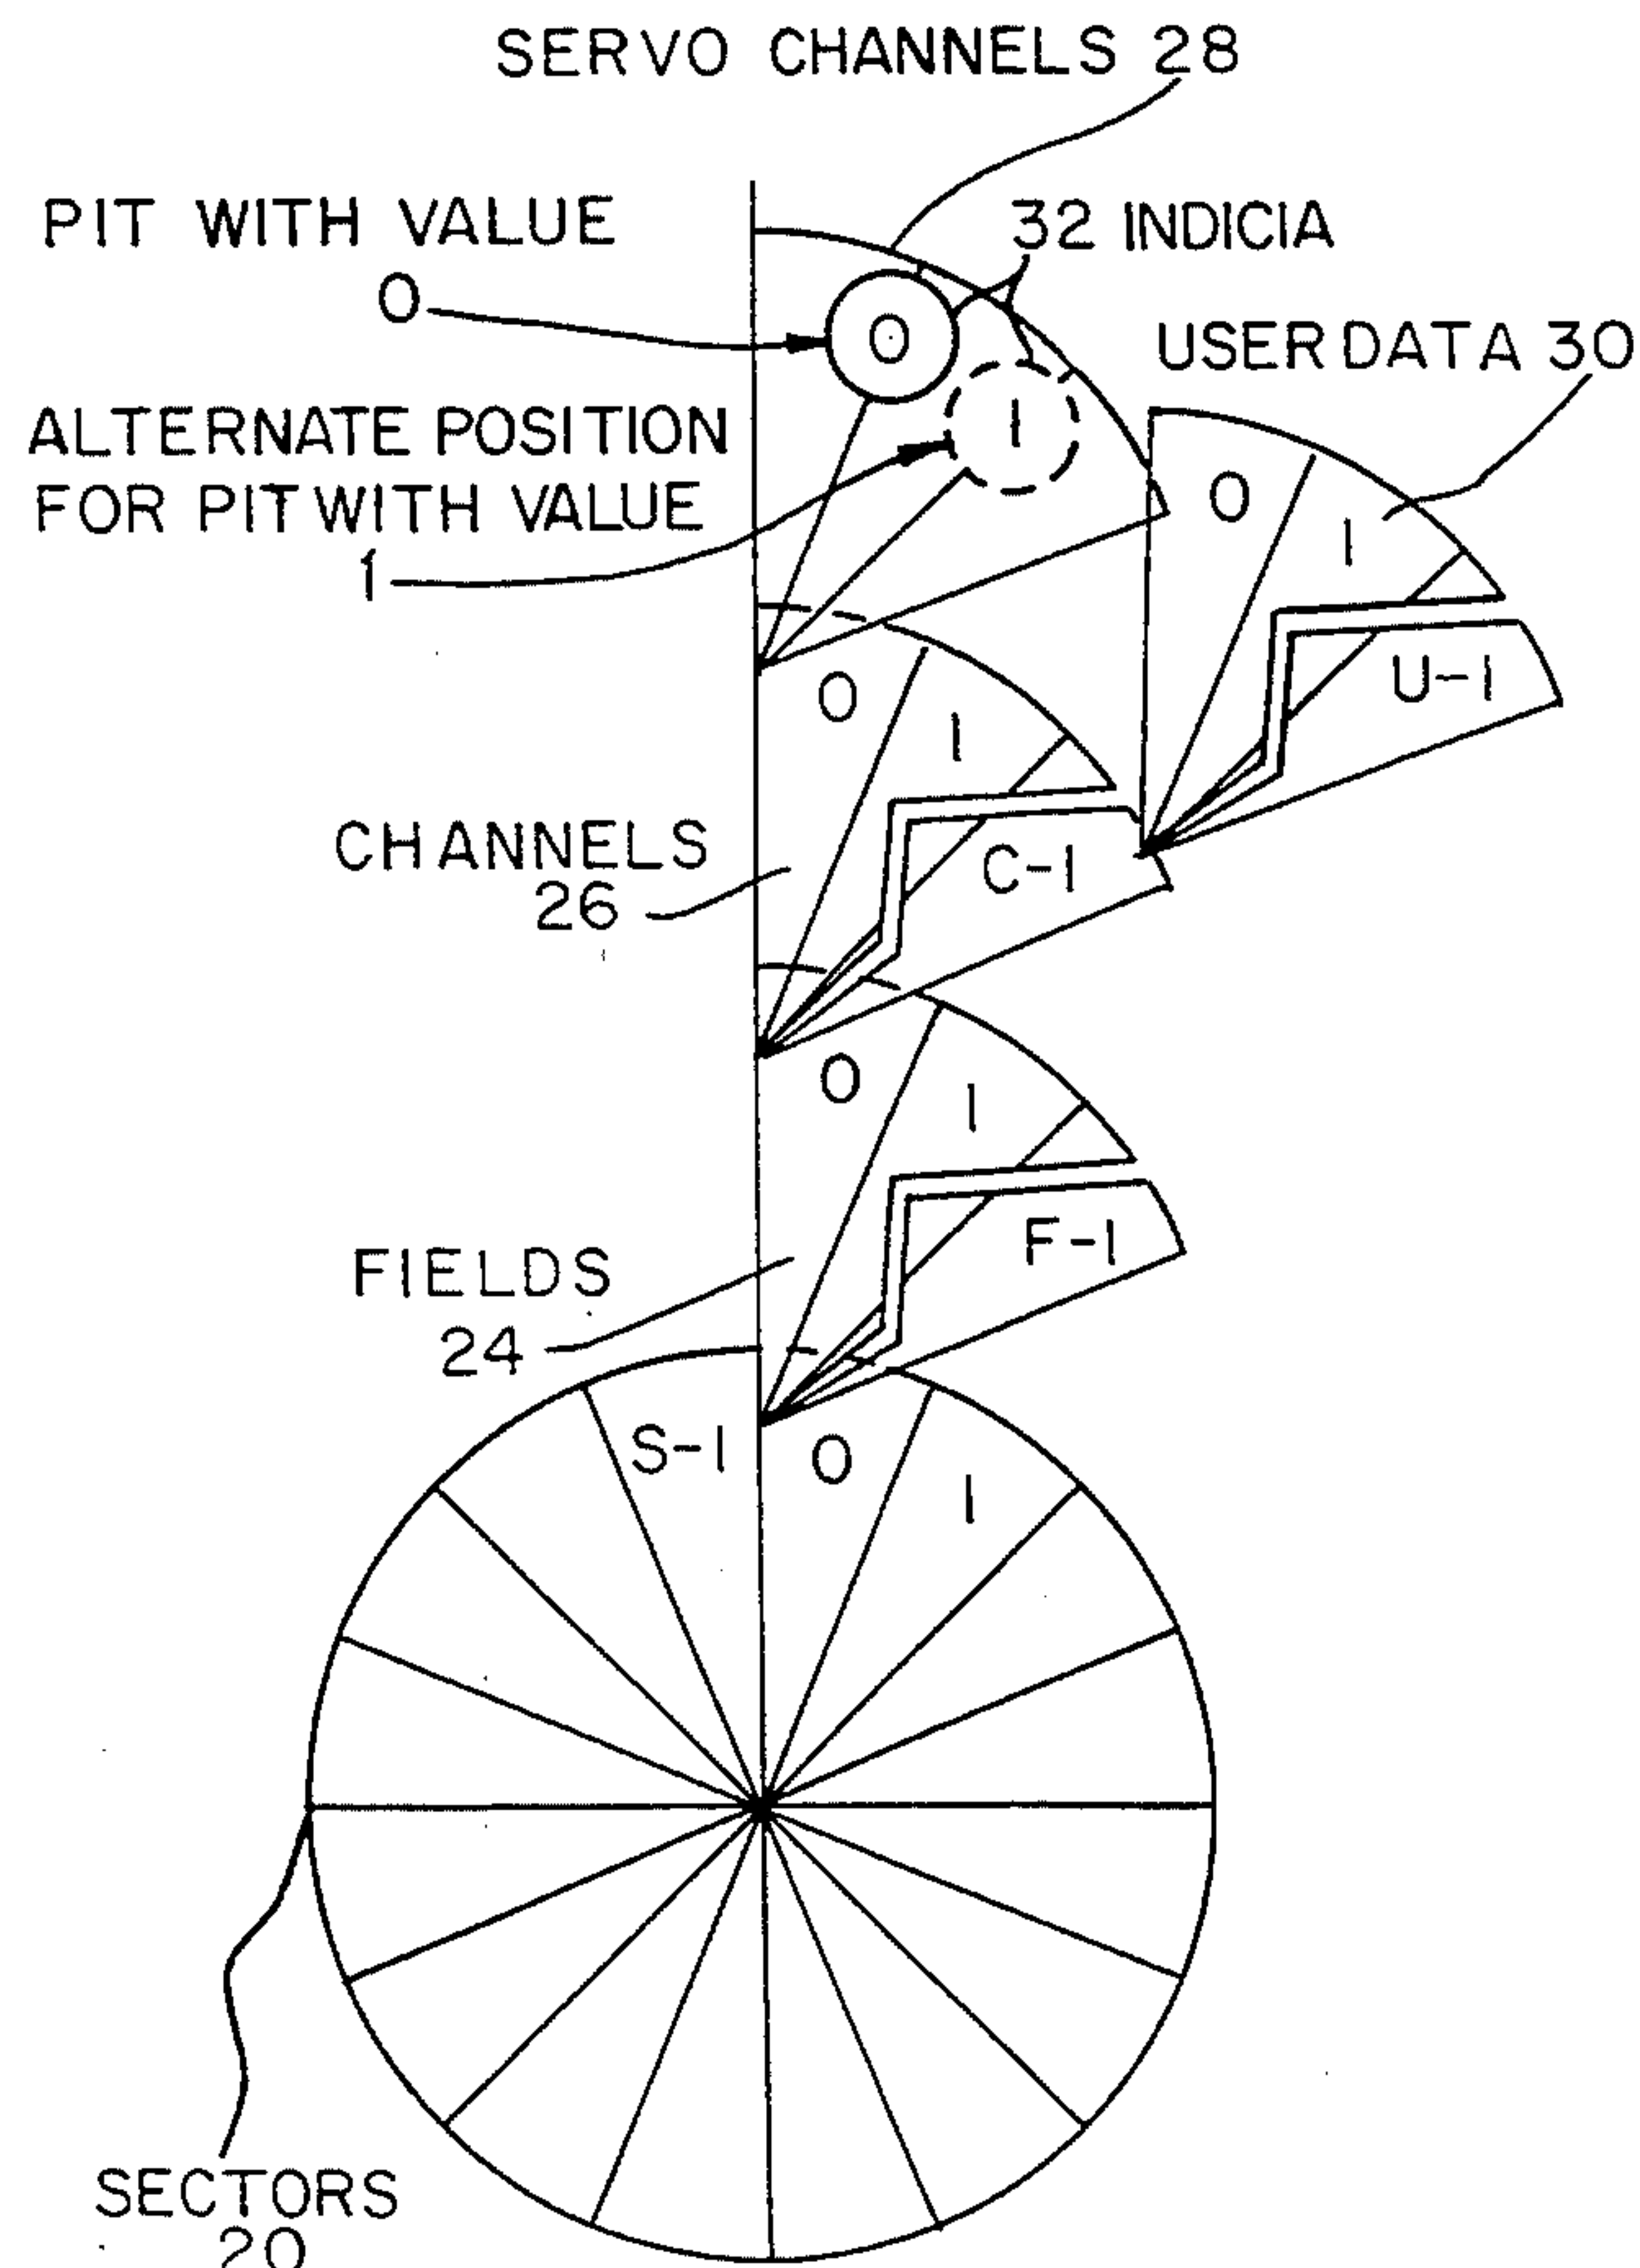 SERVO CHANNELS 28
PIT WITH VALUE
0
32 INDICIA
0
1
USER DATA 30
ALTERNATE POSITION
FOR PIT WITH VALUE
1
0
1
U-1
0
1
CHANNELS
26
C-1
0
1
FIELDS
24
F-1
S-1
0
1
SECTORS
20